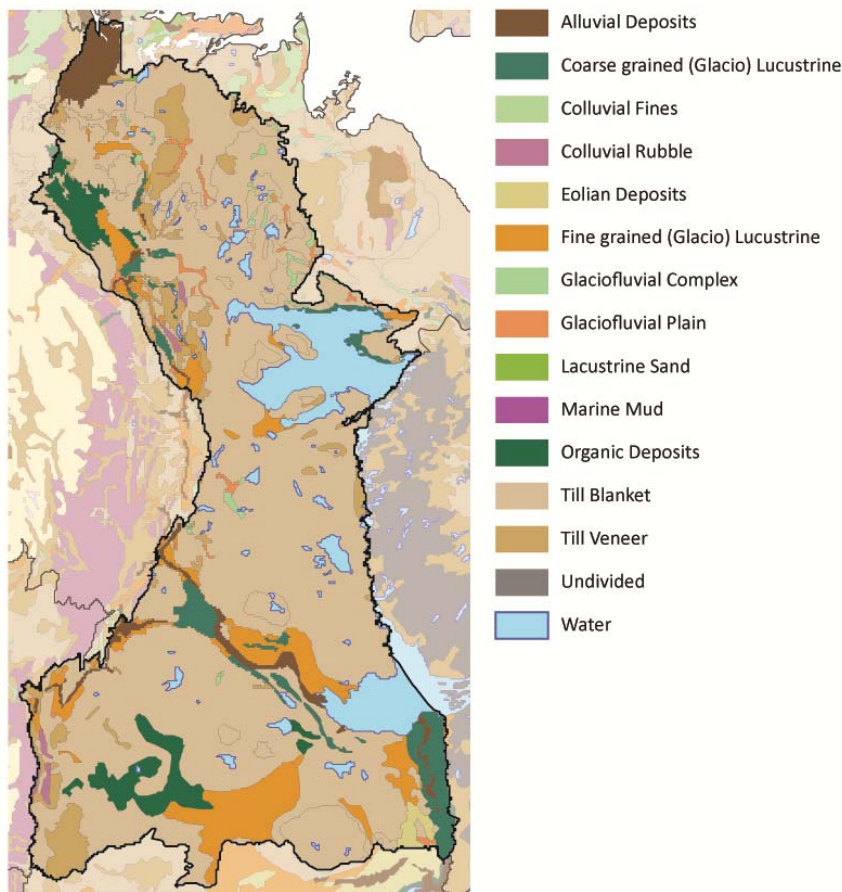 Alluvial Deposits
Coarse grained (Glacio) Lucustrine
Colluvial Fines
Colluvial Rubble
Eolian Deposits
Fine grained (Glacio) Lucustrine
Glaciofluvial Complex
Glaciofluvial Plain
Lacustrine Sand
Marine Mud
Organic Deposits
Till Blanket
Till Veneer
Undivided
Water